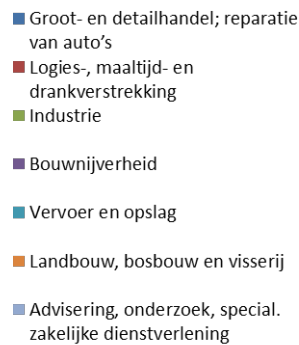 Groot- en detailhandel; reparatie
van auto’s
Logies-, maaltijd- en
drankverstrekking
Industrie
Bouwnijverheid
Vervoer en opslag
Landbouw, bosbouw en visserij
Advisering, onderzoek, special.
zakelijke dienstverlening